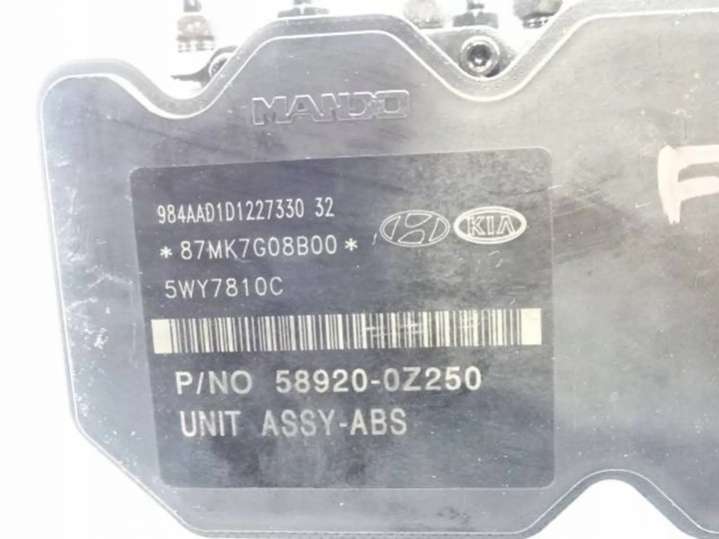 MANDO
984AAD1D1227330 32
*87MK7G08B00*
KIA
5WY7810C
P/NO 58920-0Z250
UNIT ASSY-ABS